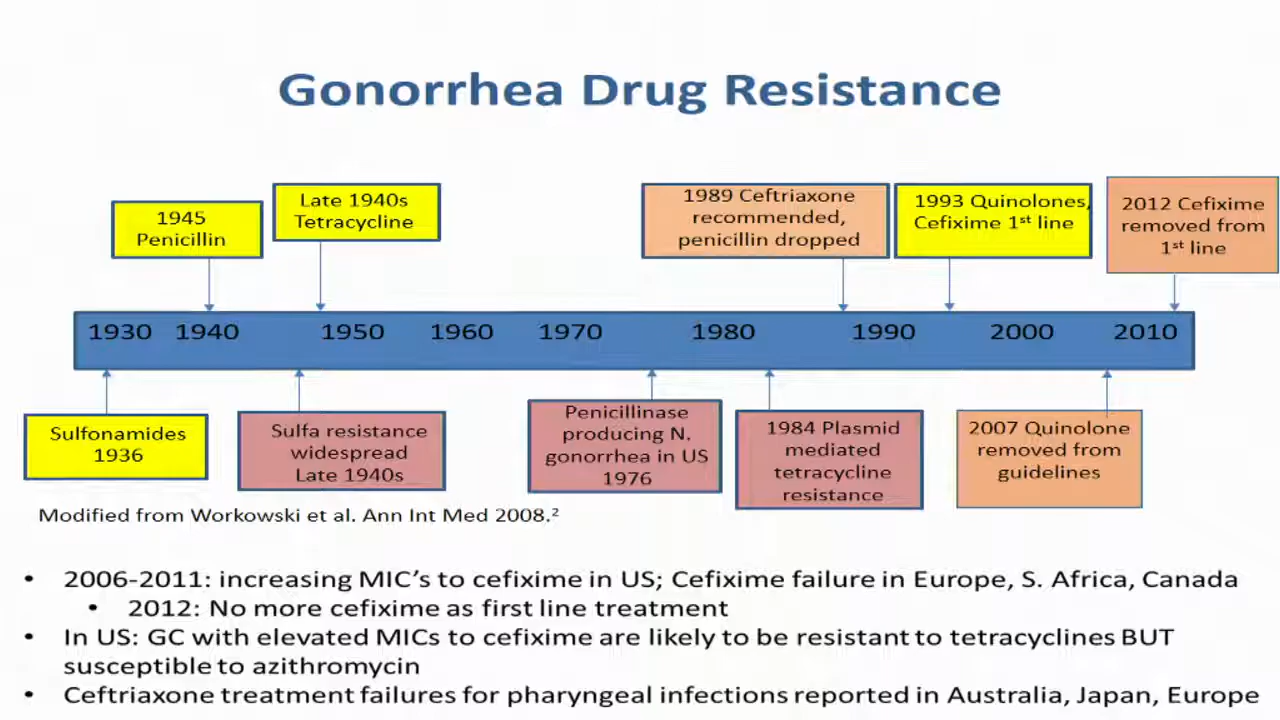 Gonorrhea Drug Resistance
1945
Penicillin
Late 1940s
Tetracycline
1989 Ceftriaxone
recommended,
penicillin dropped
1993 Quinolones,
Cefixime 1st line
2012 Cefixime
removed from
1st line
1930 1940 1950 1960 1970 1980 1990 2000 2010
Sulfonamides
1936
Sulfa resistance
widespread
Late 1940s
Penicillinase
producing N.
gonorrhea in US
1976
1984 Plasmid
mediated
tetracycline
resistance
2007 Quinolone
removed from
guidelines
Modified from Workowski et al. Ann Int Med 2008.²
• 2006-2011: increasing MIC's to cefixime in US; Cefixime failure in Europe, S. Africa, Canada
• 2012: No more cefixime as first line treatment
• In US: GC with elevated MICs to cefixime are likely to be resistant to tetracyclines BUT
susceptible to azithromycin
• Ceftriaxone treatment failures for pharyngeal infections reported in Australia, Japan, Europe